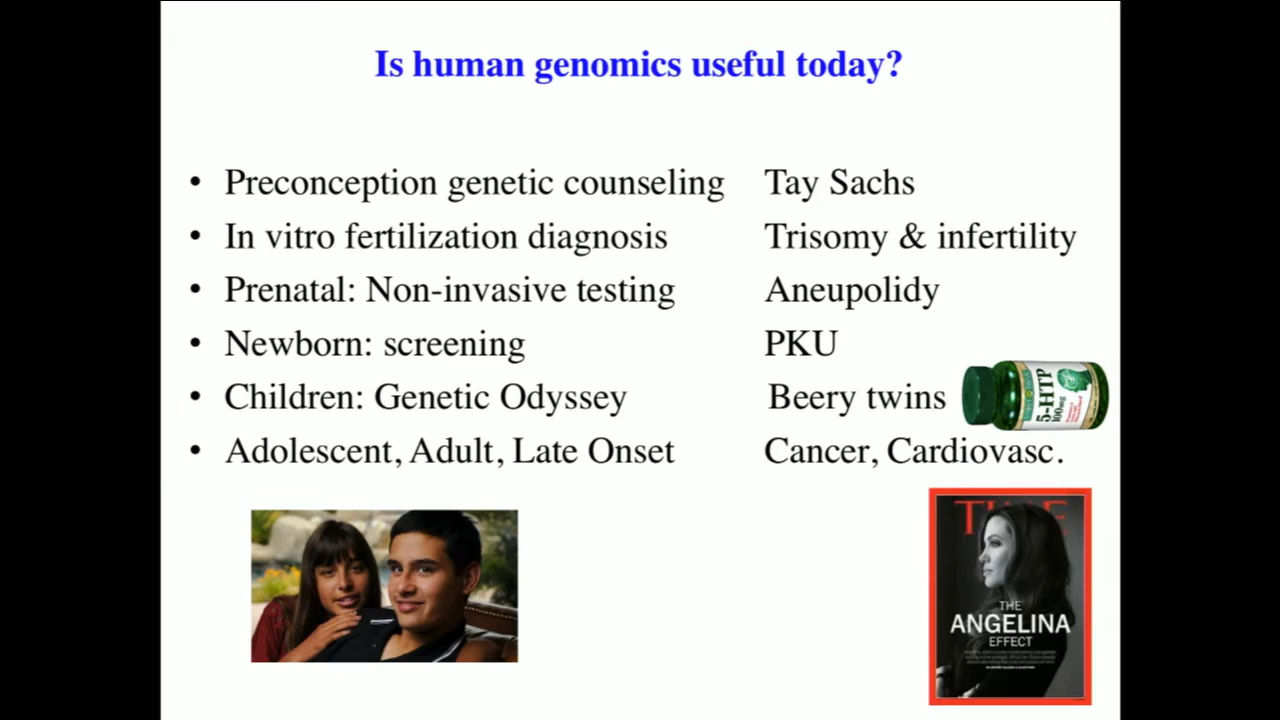 Is human genomics useful today?
• Preconception genetic counseling Tay Sachs
• In vitro fertilization diagnosis Trisomy & infertility
• Prenatal: Non-invasive testing Aneupolidy
• Newborn: screening PKU
• Children: Genetic Odyssey Beery twins
5-HTP
100mg
• Adolescent, Adult, Late Onset Cancer, Cardiovasc.
TIME
THE
ANGELINA
EFFECT